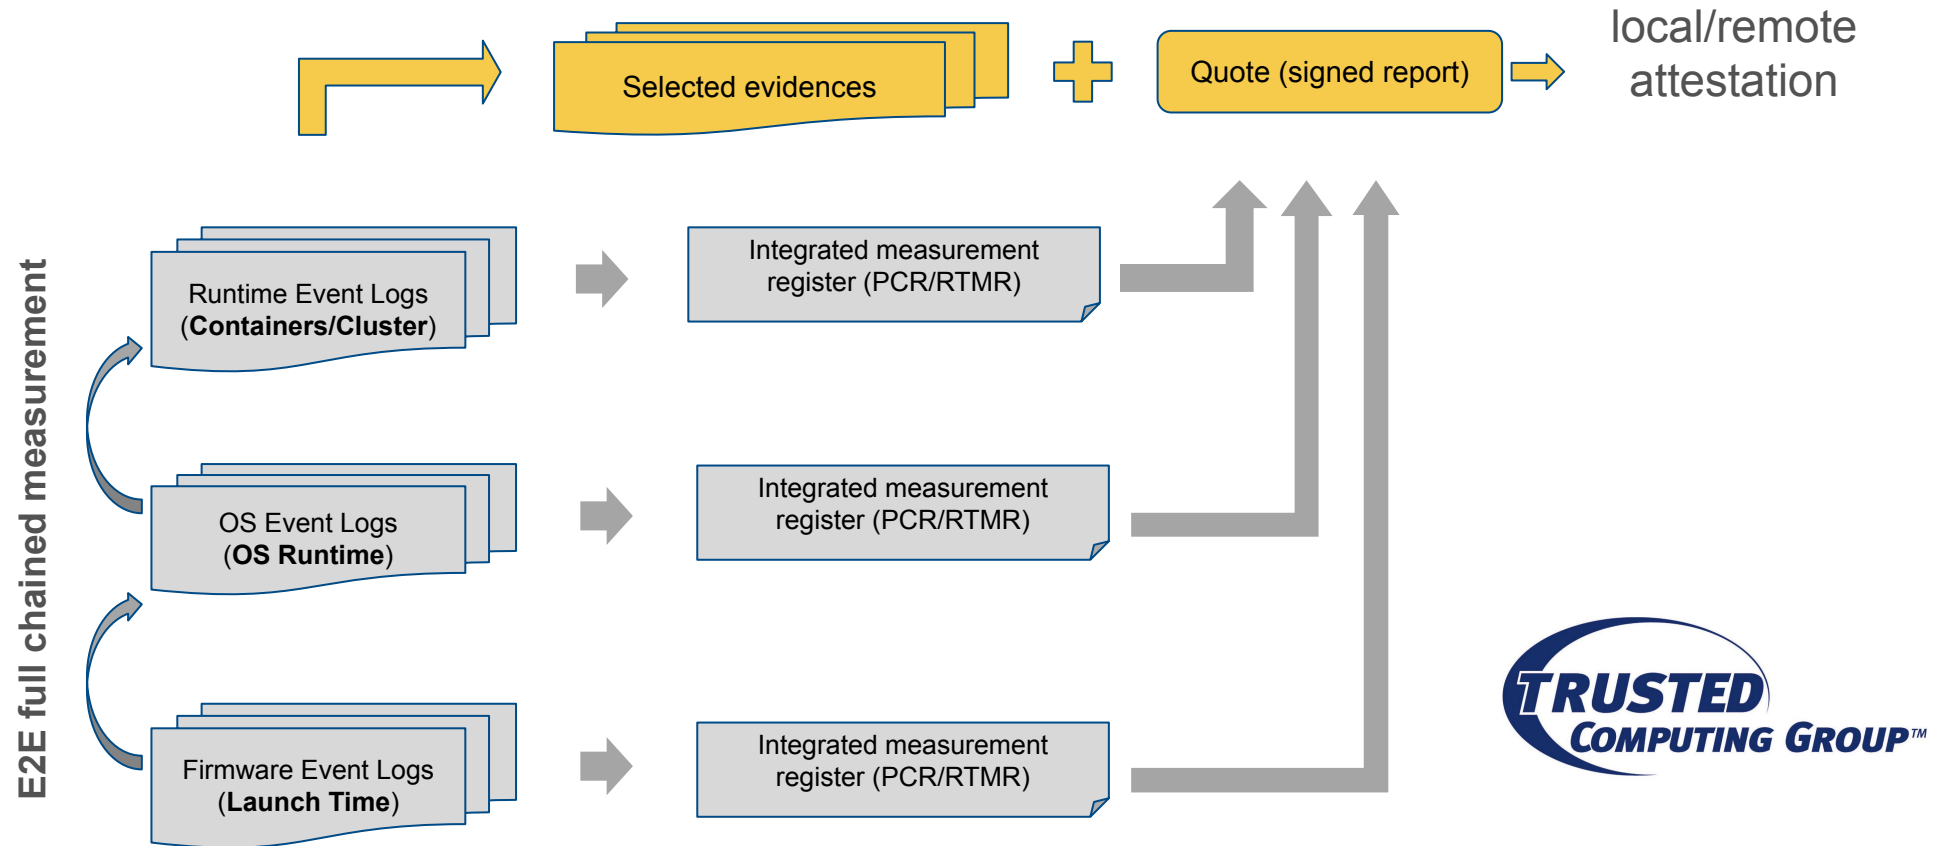 local/remote
attestation
Selected evidences
Quote (signed report)
E2E full chained measurement
Runtime Event Logs
(Containers/Cluster)
Integrated measurement
register (PCR/RTMR)
OS Event Logs
(OS Runtime)
Integrated measurement
register (PCR/RTMR)
Firmware Event Logs
(Launch Time)
Integrated measurement
register (PCR/RTMR)
TRUSTED
COMPUTING GROUP™